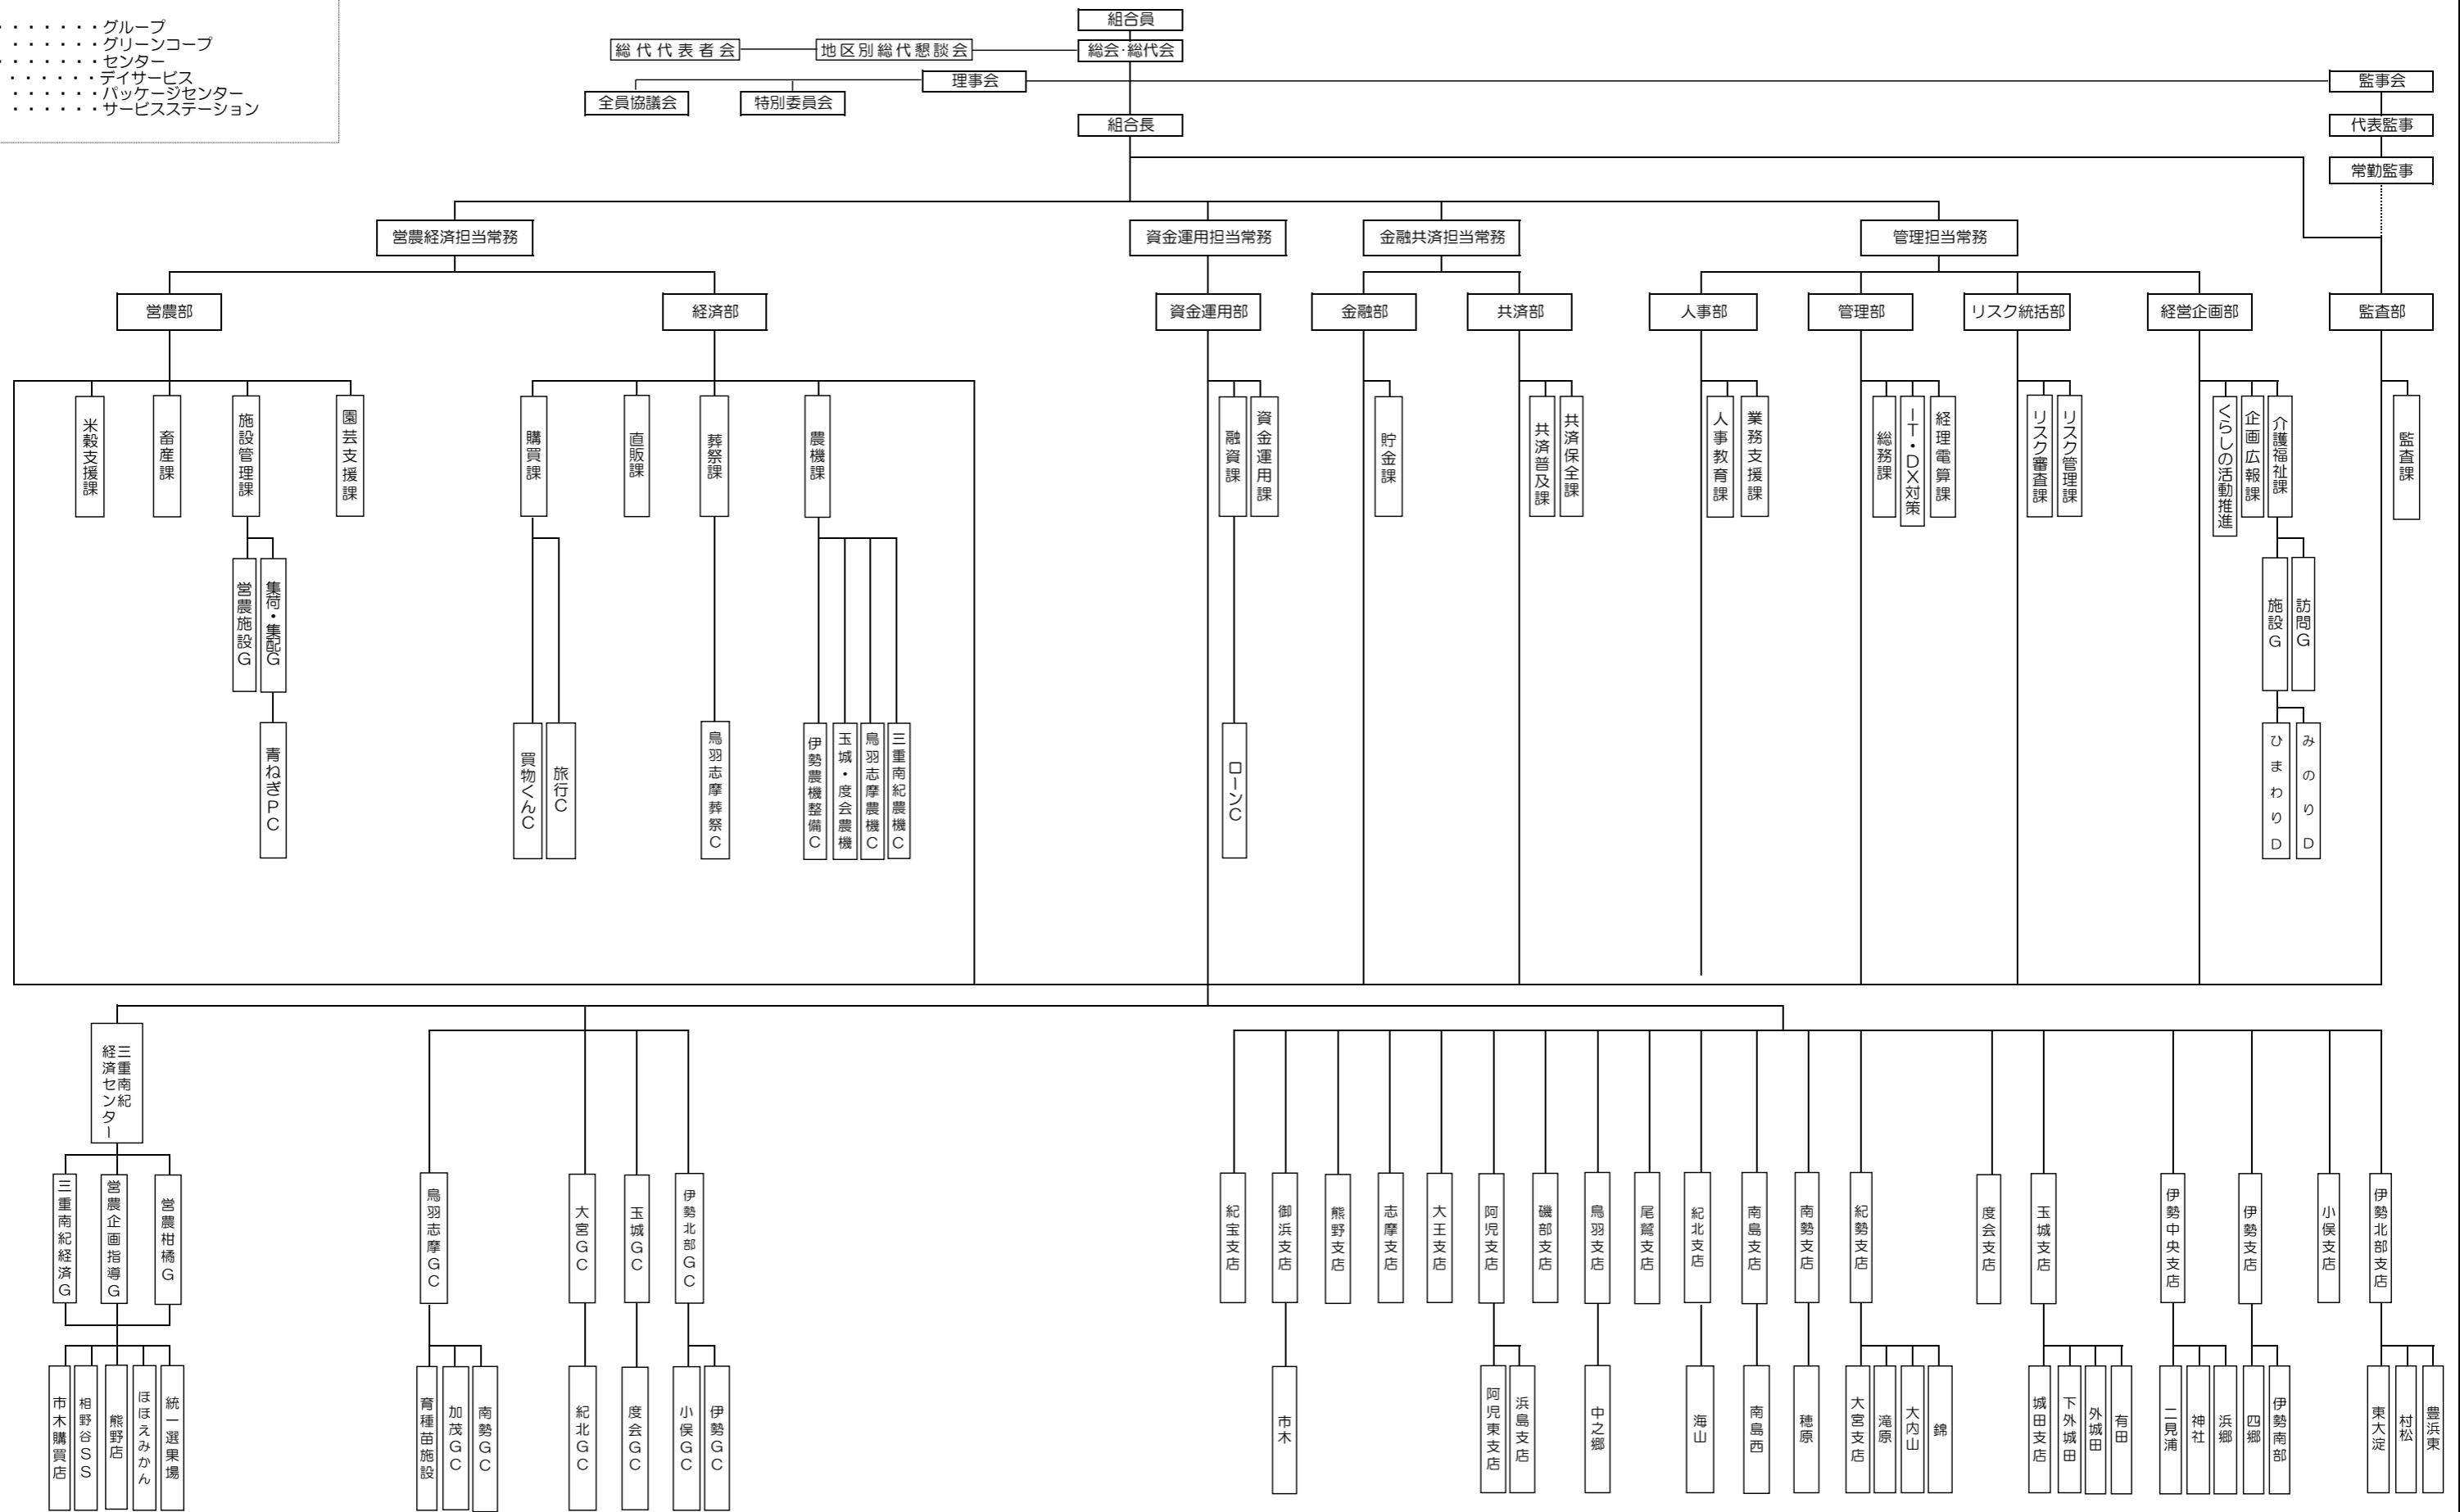 ・・・・・・・グループ
・・・・・・グリーンコープ
・・・・・・・センター
・・・・・・デイサービス
・・・・・・パッケージセンター
・・・・・・サービスステーション
組合員
総代代表者会
地区別総代懇談会
総会・総代会
理事会
監事会
全員協議会
特別委員会
組合長
代表監事
常勤監事
営農経済担当常務
資金運用担当常務
金融共済担当常務
管理担当常務
営農部
経済部
資金運用部
金融部
共済部
人事部
管理部
リスク統括部
経営企画部
監査部
米穀支援課
畜産課
施設管理課
園芸支援課
購買課
直販課
葬祭課
農機課
融資課
資金運用課
貯金課
共済普及課
共済保全課
人事教育課
業務支援課
総務課
IT・DX対策
経理電算課
リスク審査課
リスク管理課
くらしの活動推進
企画広報課
介護福祉課
監査課
営農施設G
集荷・集配G
施設G
訪問G
青ねぎPC
買物くんC
旅行C
鳥羽志摩葬祭C
伊勢農機整備C
玉城・度会農機
鳥羽志摩農機C
三重南紀農機C
ローンC
ひまわりD
みのりD
三重南紀
経済センター
三重南紀経済G
営農企画指導G
営農柑橘G
鳥羽志摩GC
大宮GC
玉城GC
伊勢北部GC
紀宝支店
御浜支店
熊野支店
志摩支店
大王支店
阿児支店
磯部支店
鳥羽支店
尾鷲支店
紀北支店
南島支店
南勢支店
紀勢支店
度会支店
玉城支店
伊勢中央支店
伊勢支店
小俣支店
伊勢北部支店
市木購買店
相野谷SS
熊野店
ほほえみかん
統一選果場
育種苗施設
加茂GC
南勢GC
紀北GC
度会GC
小俣GC
伊勢GC
市木
阿児東支店
浜島支店
中之郷
海山
南島西
穂原
大宮支店
滝原
大内山
錦
城田支店
下外城田
外城田
有田
二見浦
神社
浜郷
四郷
伊勢南部
東大淀
村松
豊浜東